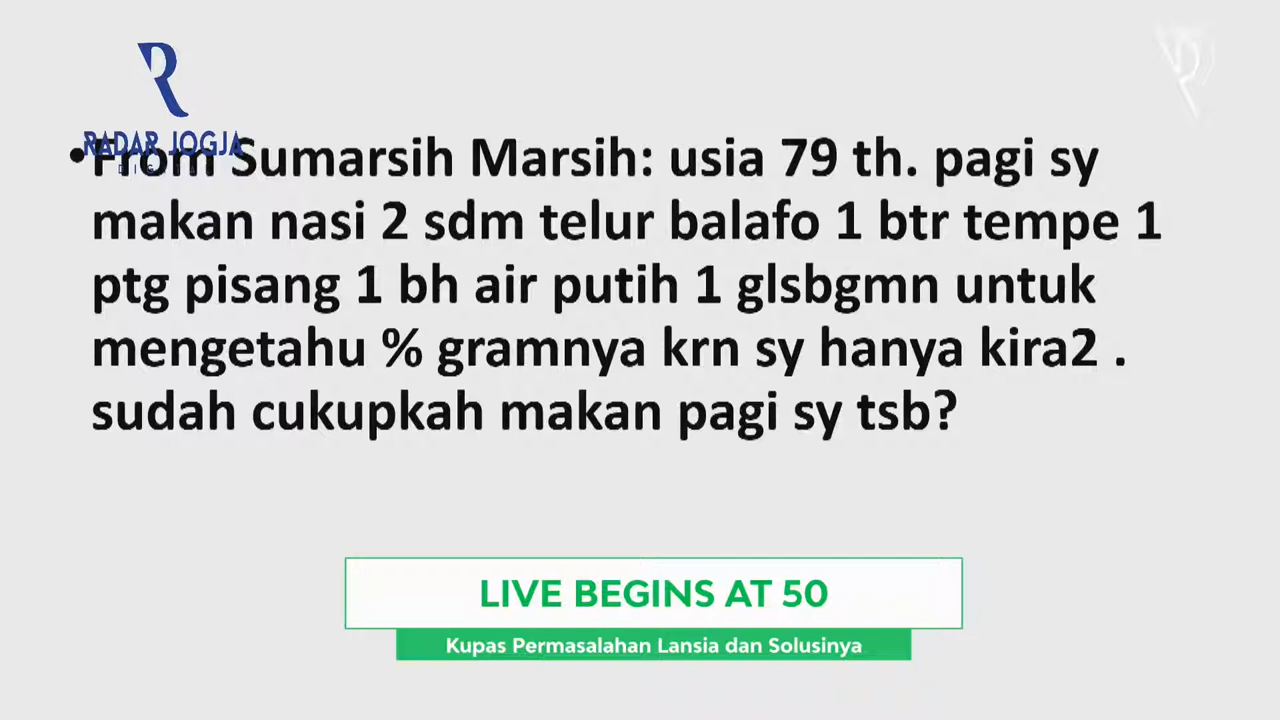 RADAR JOGJA
•From Sumarsih Marsih: usia 79 th. pagi sy
makan nasi 2 sdm telur balafo 1 btr tempe 1
ptg pisang 1 bh air putih 1 glsbgmn untuk
mengetahu % gramnya krn sy hanya kira2 .
sudah cukupkah makan pagi sy tsb?
LIVE BEGINS AT 50
Kupas Permasalahan Lansia dan Solusinya